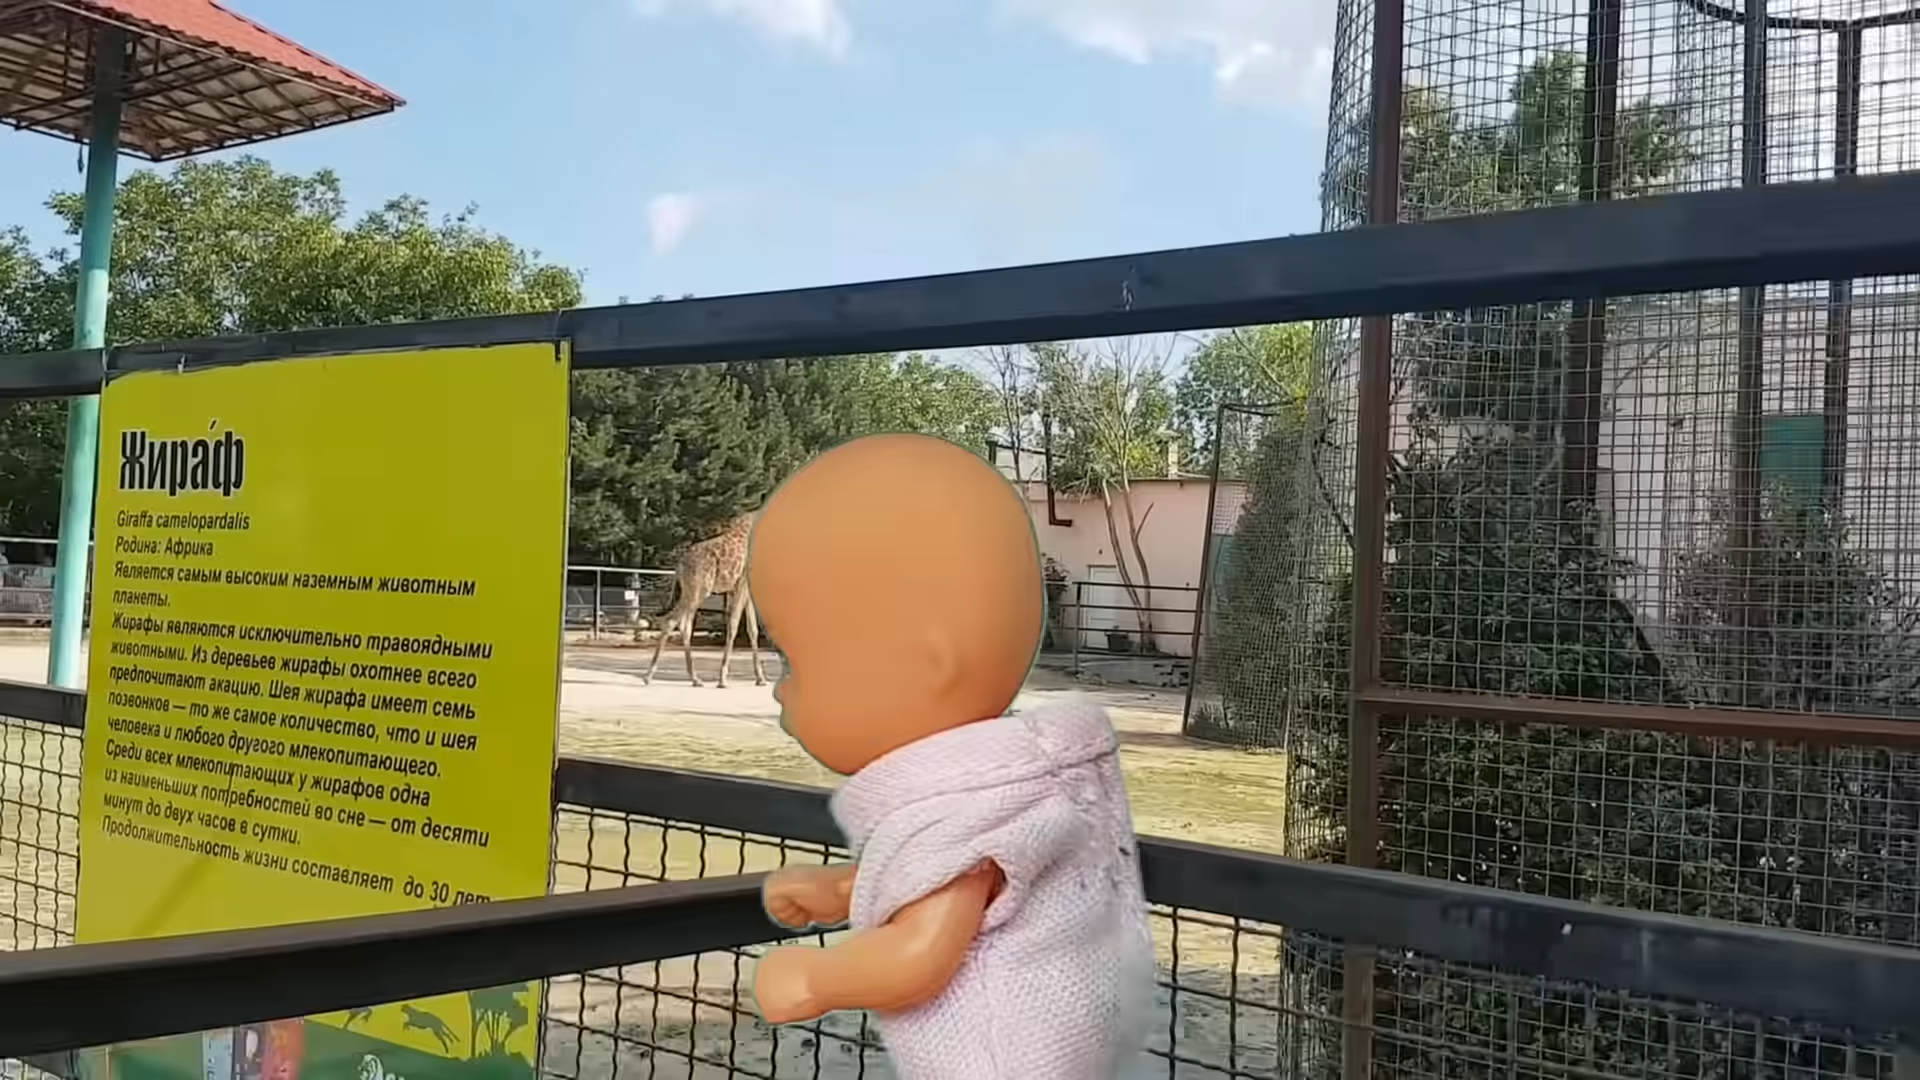 Жира́ф
Giraffa camelopardalis
Родина: Африка
Является самым высоким наземным животным
планеты.
Жирафы являются исключительно травоядными
животными. Из деревьев жирафы охотнее всего
предпочитают акацию. Шея жирафа имеет семь
позвонков — то же самое количество, что и шея
человека и любого другого млекопитающего.
Среди всех млекопитающих у жирафов одна
из наименьших потребностей во сне — от десяти
минут до двух часов в сутки.
Продолжительность жизни составляет до 30 лет